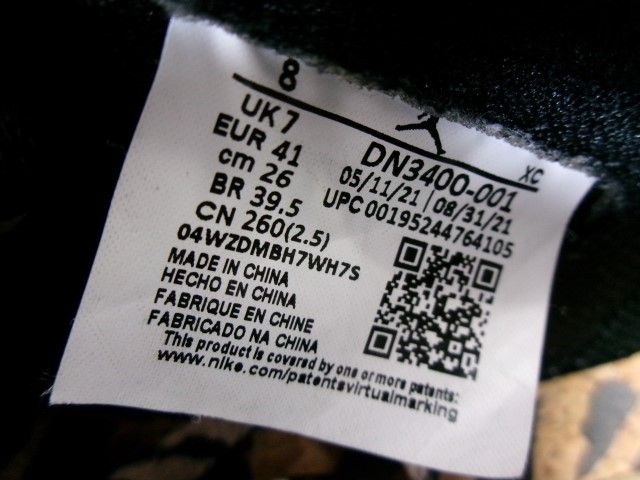 8
UK 7
EUR 41
cm 26
BR 39,5
CN 260(2.5)
04WZDMBH7WH7S
XC
DN3400-001
05/11/21 | 08/31/21
UPC 00195244764105
MADE IN CHINA
HECHO EN CHINA
FABRIQUE EN CHINE
FABRICADO NA CHINA
This product is covered by one or more patents:
www.nike.com/patentsvirtualmarking